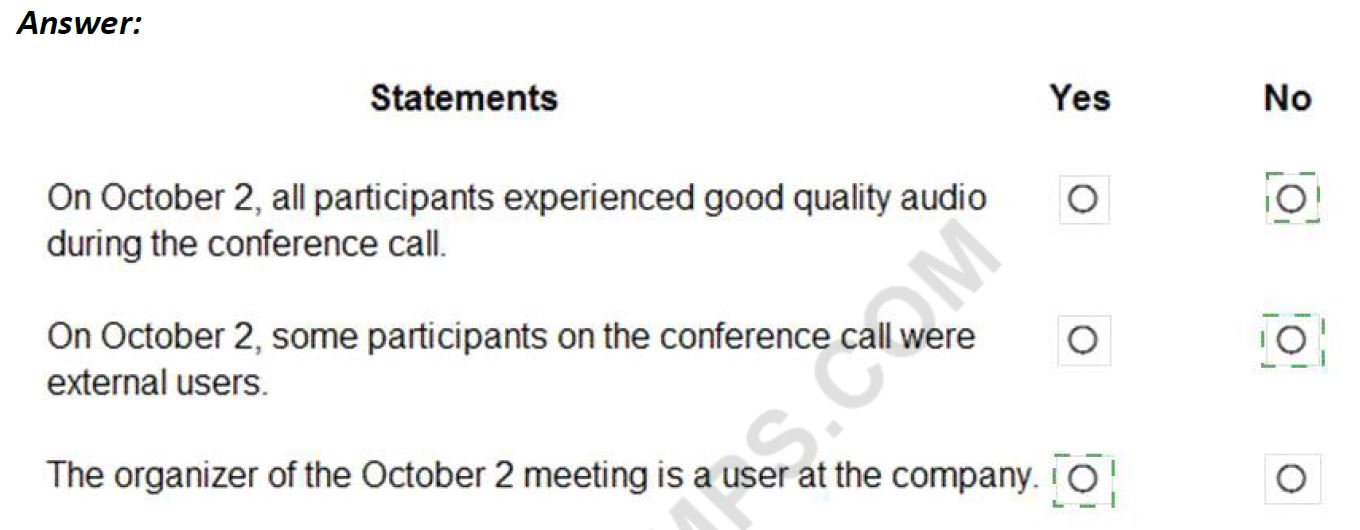 Answer:
Statements Yes No
On October 2, all participants experienced good quality audio
during the conference call.
On October 2, some participants on the conference call were
external users.
The organizer of the October 2 meeting is a user at the company.
MPS.COM